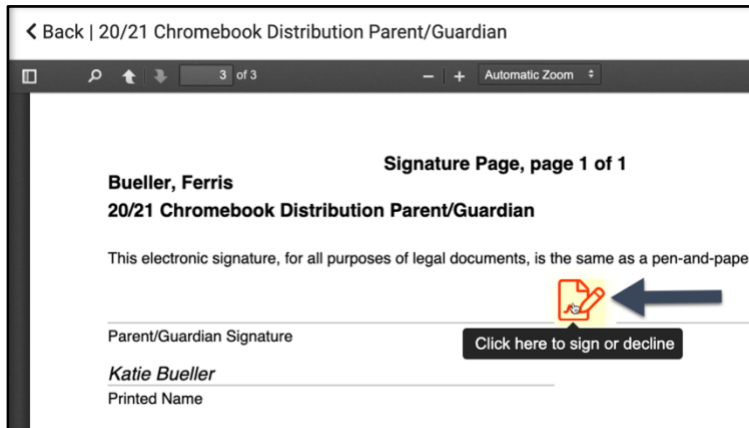 Back | 20/21 Chromebook Distribution Parent/Guardian
3 of 3
Automatic Zoom
Signature Page, page 1 of 1
Bueller, Ferris
20/21 Chromebook Distribution Parent/Guardian
This electronic signature, for all purposes of legal documents, is the same as a pen-and-pape
Parent/Guardian Signature
Click here to sign or decline
Katie Bueller
Printed Name